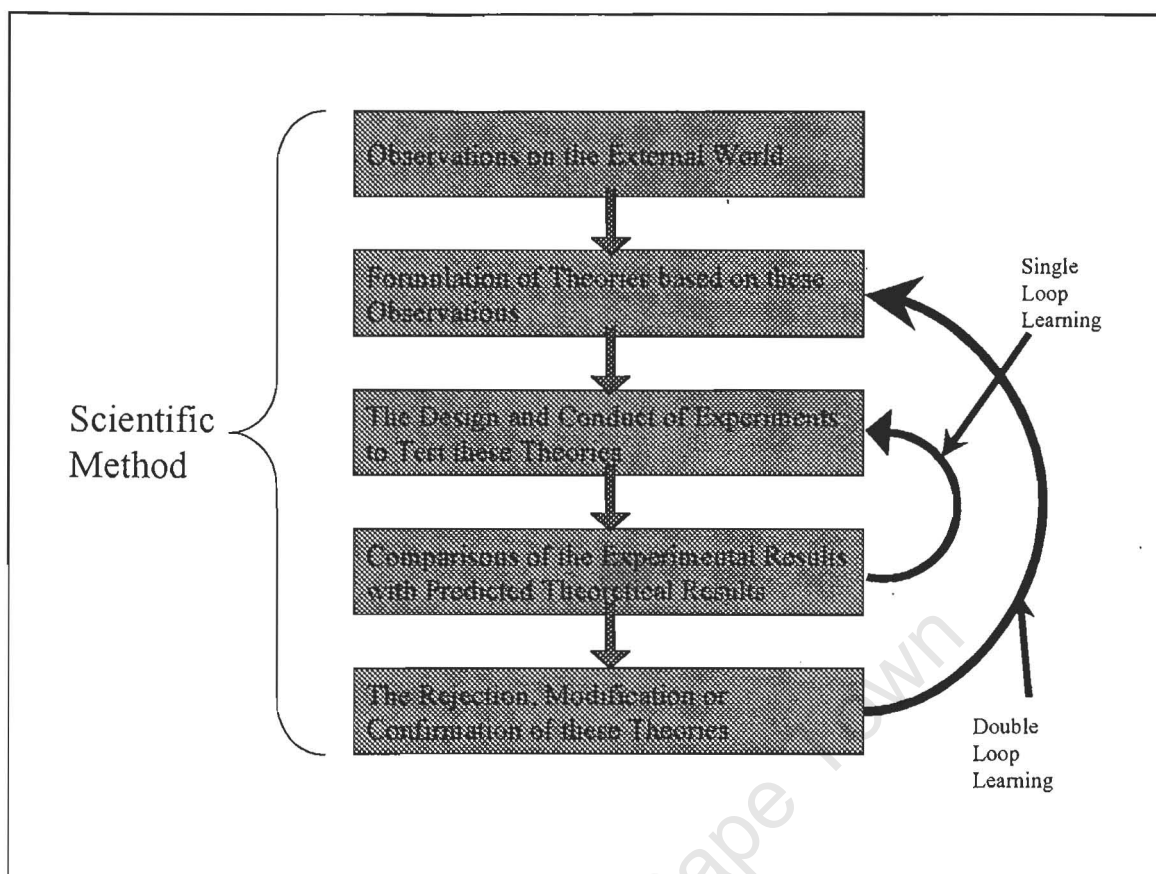 Observations on the External World
Formulation of Theories based on these
Observations
Single
Loop
Learning
The Design and Conduct of Experiments
to Test these Theories
Scientific
Method
Comparisons of the Experimental Results
with Predicted Theoretical Results
The Rejection, Modification or
Confirmation of these Theories
Double
Loop
Learning
ape Town